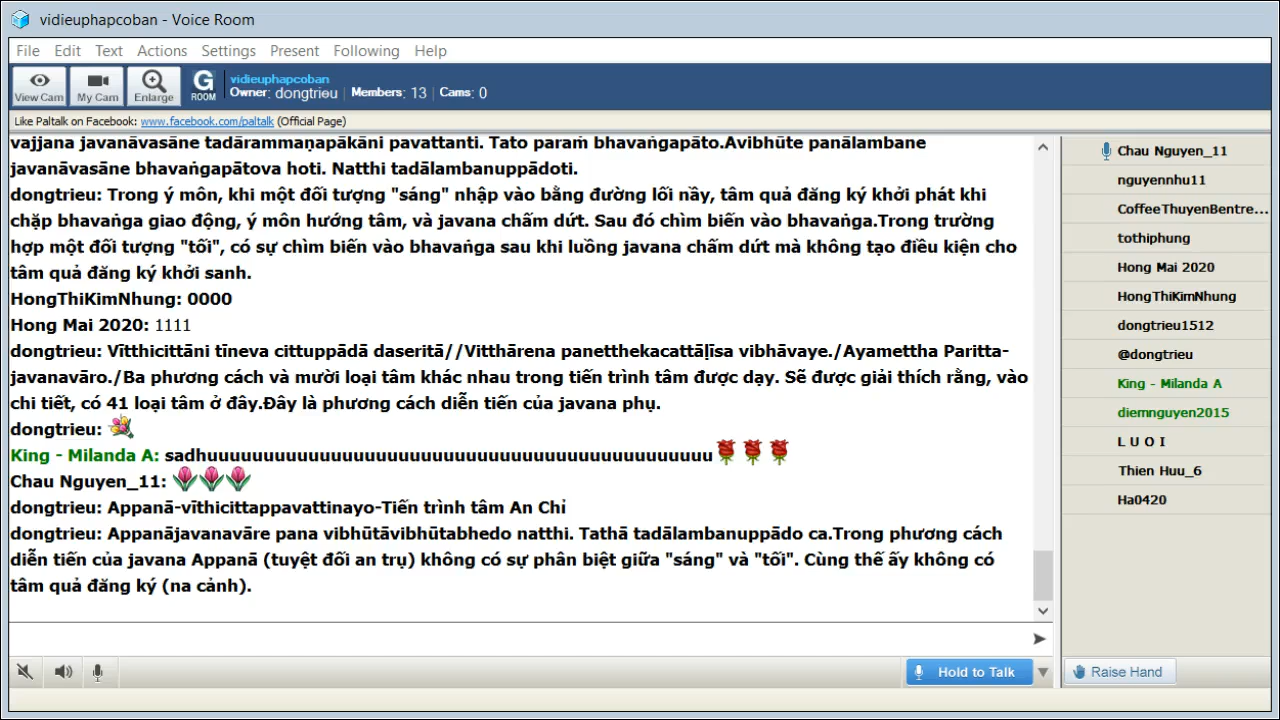 vidieuphapcoban - Voice Room
File Edit Text Actions Settings Present Following Help
View Cam My Cam Enlarge G ROOM
vidieuphapcoban
Owner: dongtrieu | Members: 13 | Cams: 0
Like Paltalk on Facebook: www.facebook.com/paltalk (Official Page)
vajjana javanāvasāne tadārammaṇapākāni pavattanti. Tato paraṁ bhavaṅgapāto.Avibhūte panālambane
javanāvasāne bhavaṅgapātova hoti. Natthi tadālambanuppādoti.
dongtrieu: Trong ý môn, khi một đối tượng "sáng" nhập vào bằng đường lối nầy, tâm quả đăng ký khởi phát khi
chặp bhavaṅga giao động, ý môn hướng tâm, và javana chấm dứt. Sau đó chìm biến vào bhavaṅga.Trong trường
hợp một đối tượng "tối", có sự chìm biến vào bhavaṅga sau khi luồng javana chấm dứt mà không tạo điều kiện cho
tâm quả đăng ký khởi sanh.
HongThiKimNhung: 0000
Hong Mai 2020: 1111
dongtrieu: Vītthicittāni tīneva cittuppādā daseritā//Vitthārena panetthekacattāḷīsa vibhāvaye./Ayamettha Paritta-
javanavāro./Ba phương cách và mười loại tâm khác nhau trong tiến trình tâm được dạy. Sẽ được giải thích rằng, vào
chi tiết, có 41 loại tâm ở đây.Đây là phương cách diễn tiến của javana phụ.
dongtrieu:
King - Milanda A: sadhuuuuuuuuuuuuuuuuuuuuuuuuuuuuuuuuuuuuuuuuuuuuu
Chau Nguyen_11:
dongtrieu: Appanā-vīthicittappavattinayo-Tiến trình tâm An Chỉ
dongtrieu: Appanājavanavāre pana vibhūtāvibhūtabhedo natthi. Tathā tadālambanuppādo ca.Trong phương cách
diễn tiến của javana Appanā (tuyệt đối an trụ) không có sự phân biệt giữa "sáng" và "tối". Cùng thế ấy không có
tâm quả đăng ký (na cảnh).
Hold to Talk
Chau Nguyen_11
nguyennhu11
CoffeeThuyenBentre...
tothiphung
Hong Mai 2020
HongThiKimNhung
dongtrieu1512
@dongtrieu
King - Milanda A
diemnguyen2015
L U O I
Thien Huu_6
Ha0420
Raise Hand